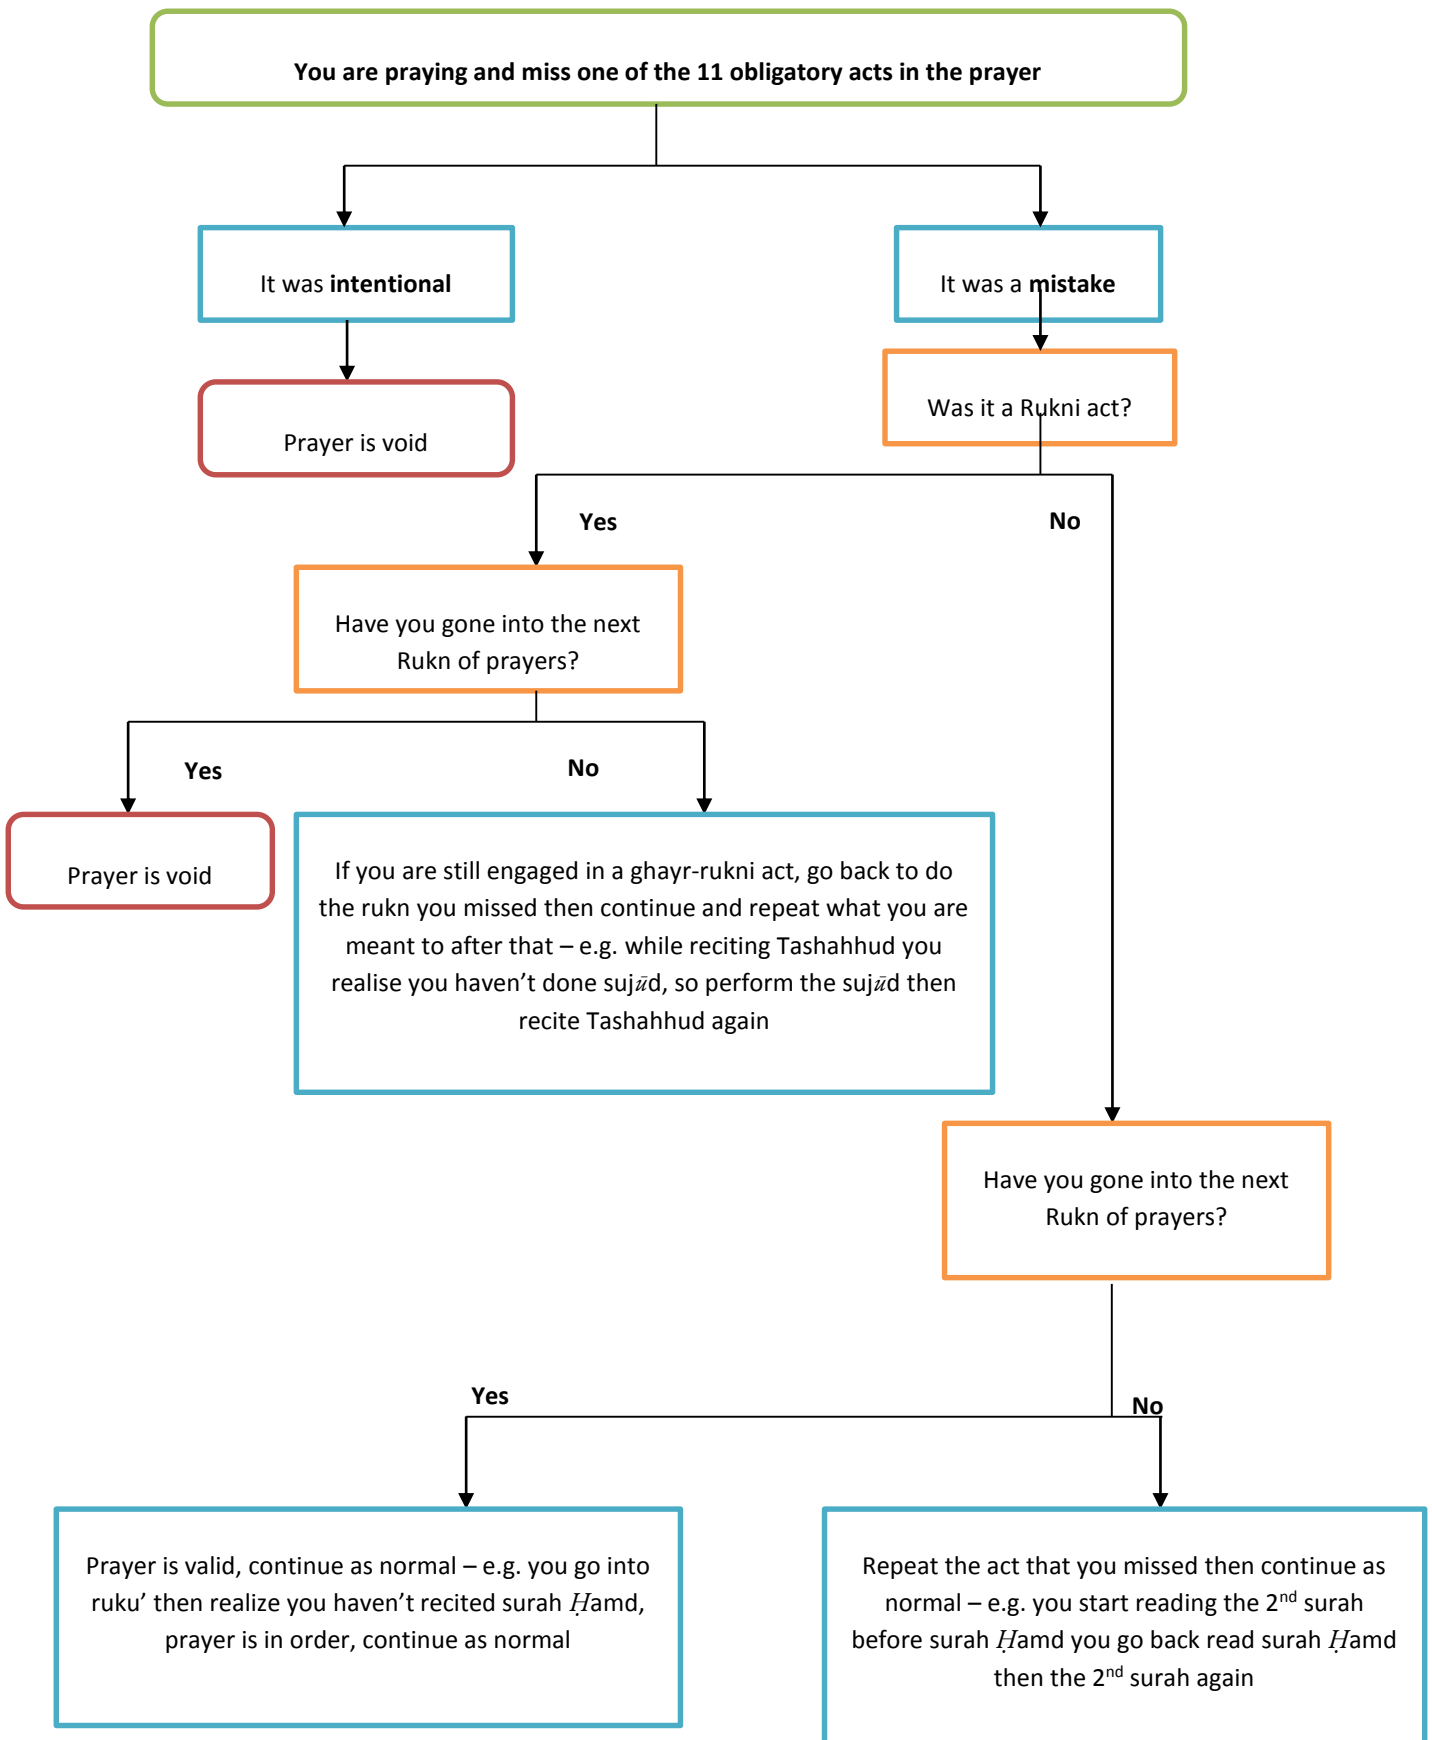 You are praying and miss one of the 11 obligatory acts in the prayer
It was intentional
It was a mistake
Prayer is void
Was it a Rukni act?
Yes
No
Have you gone into the next
Rukn of prayers?
Yes
No
Prayer is void
If you are still engaged in a ghayr-rukni act, go back to do
the rukn you missed then continue and repeat what you are
meant to after that – e.g. while reciting Tashahhud you
realise you haven’t done sujūd, so perform the sujūd then
recite Tashahhud again
Have you gone into the next
Rukn of prayers?
Yes
No
Prayer is valid, continue as normal – e.g. you go into
ruku’ then realize you haven’t recited surah Ḥamd,
prayer is in order, continue as normal
Repeat the act that you missed then continue as
normal – e.g. you start reading the 2nd surah
before surah Ḥamd you go back read surah Ḥamd
then the 2nd surah again